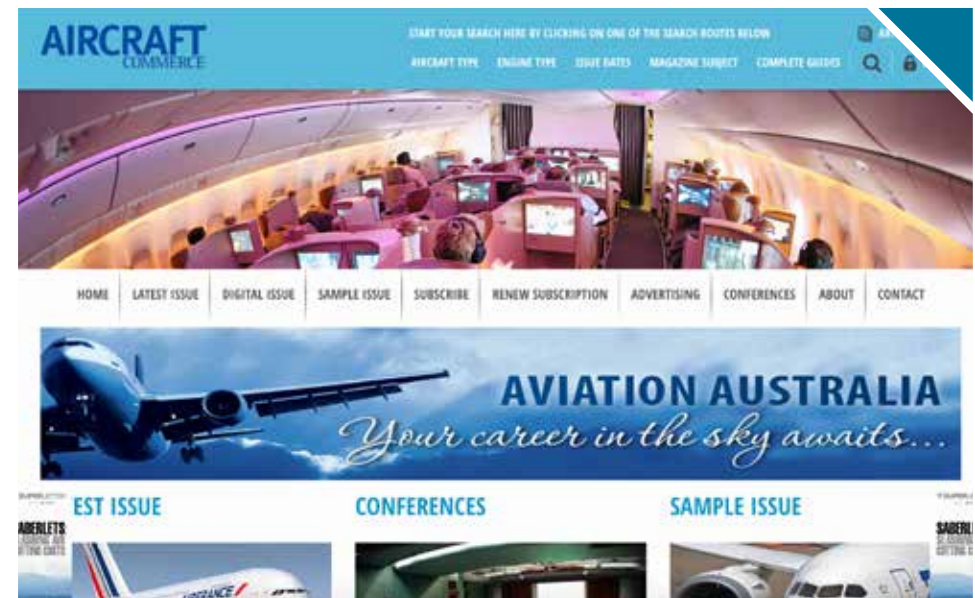 AIRCRAFT
COMMERCE
START YOUR SEARCH HERE BY CLICKING ON ONE OF THE SEARCH ROUTES BELOW
AIRCRAFT TYPE ENGINE TYPE ISSUE DATES MAGAZINE SUBJECT COMPLETE GUIDES
HOME LATEST ISSUE DIGITAL ISSUE SAMPLE ISSUE SUBSCRIBE RENEW SUBSCRIPTION ADVERTISING CONFERENCES ABOUT CONTACT
AVIATION AUSTRALIA
Your career in the sky awaits...
EST ISSUE CONFERENCES SAMPLE ISSUE